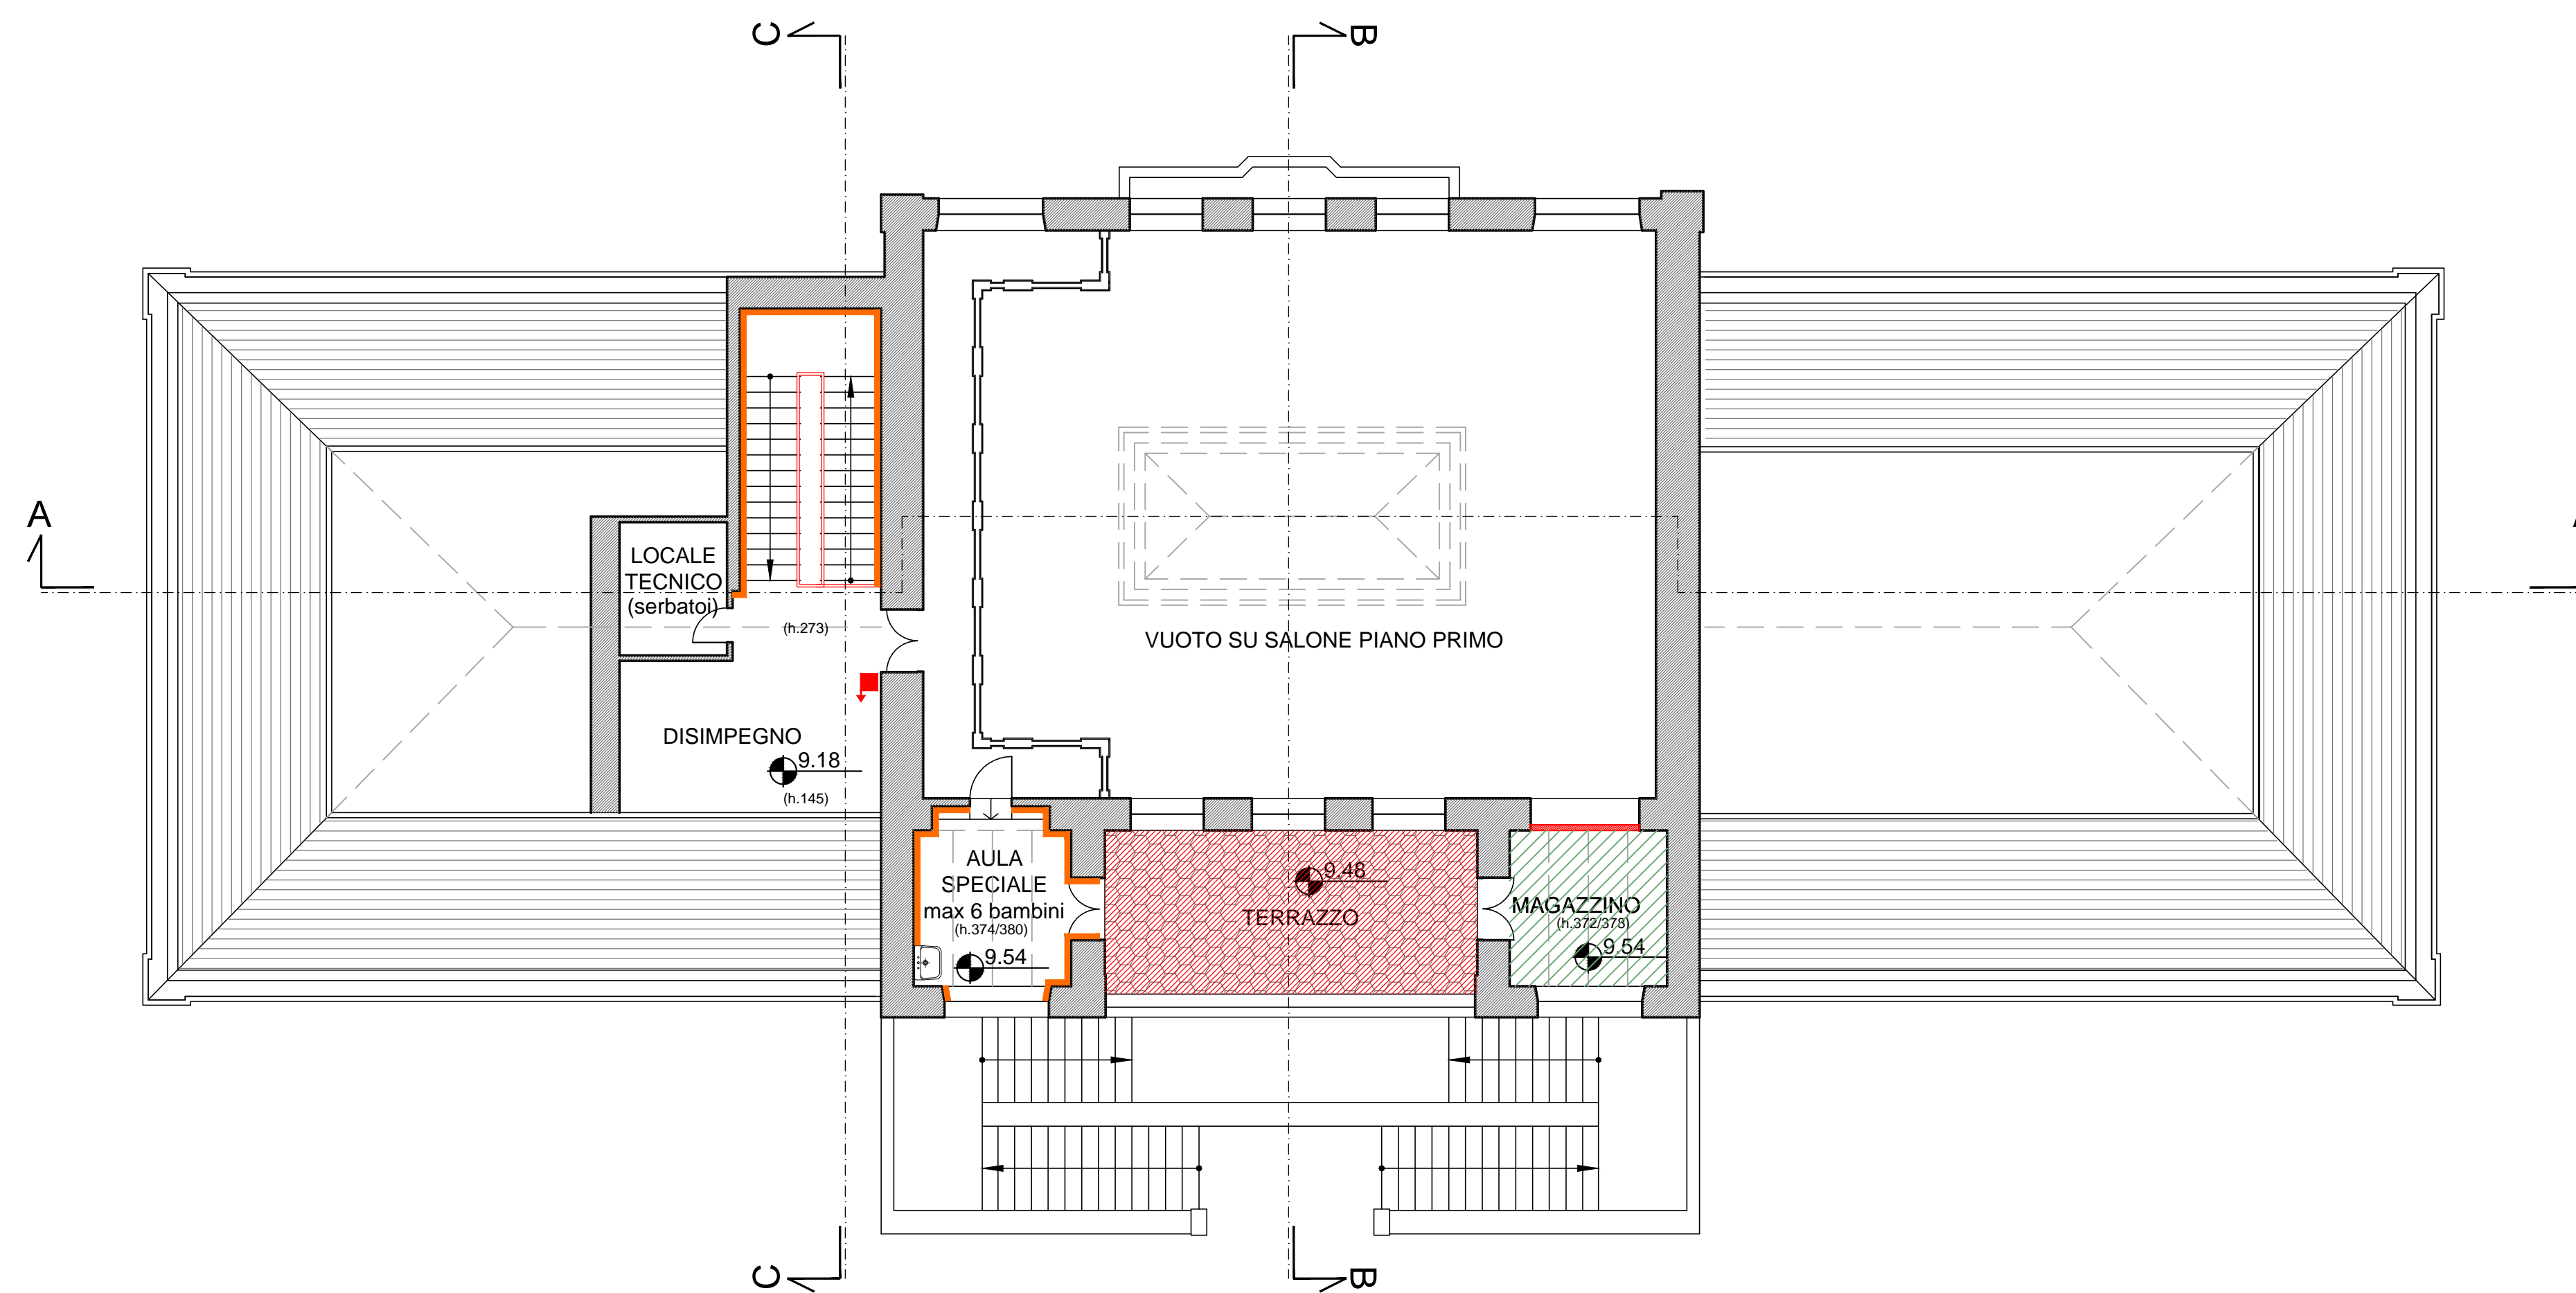 C
B
A
LOCALE
TECNICO
(serbatoi)
(h.273)
VUOTO SU SALONE PIANO PRIMO
DISIMPEGNO
9.18
(h.145)
AULA
SPECIALE
max 6 bambini
(h.374/380)
9.54
9.48
TERRAZZO
MAGAZZINO
(h.372/378)
9.54
C
B